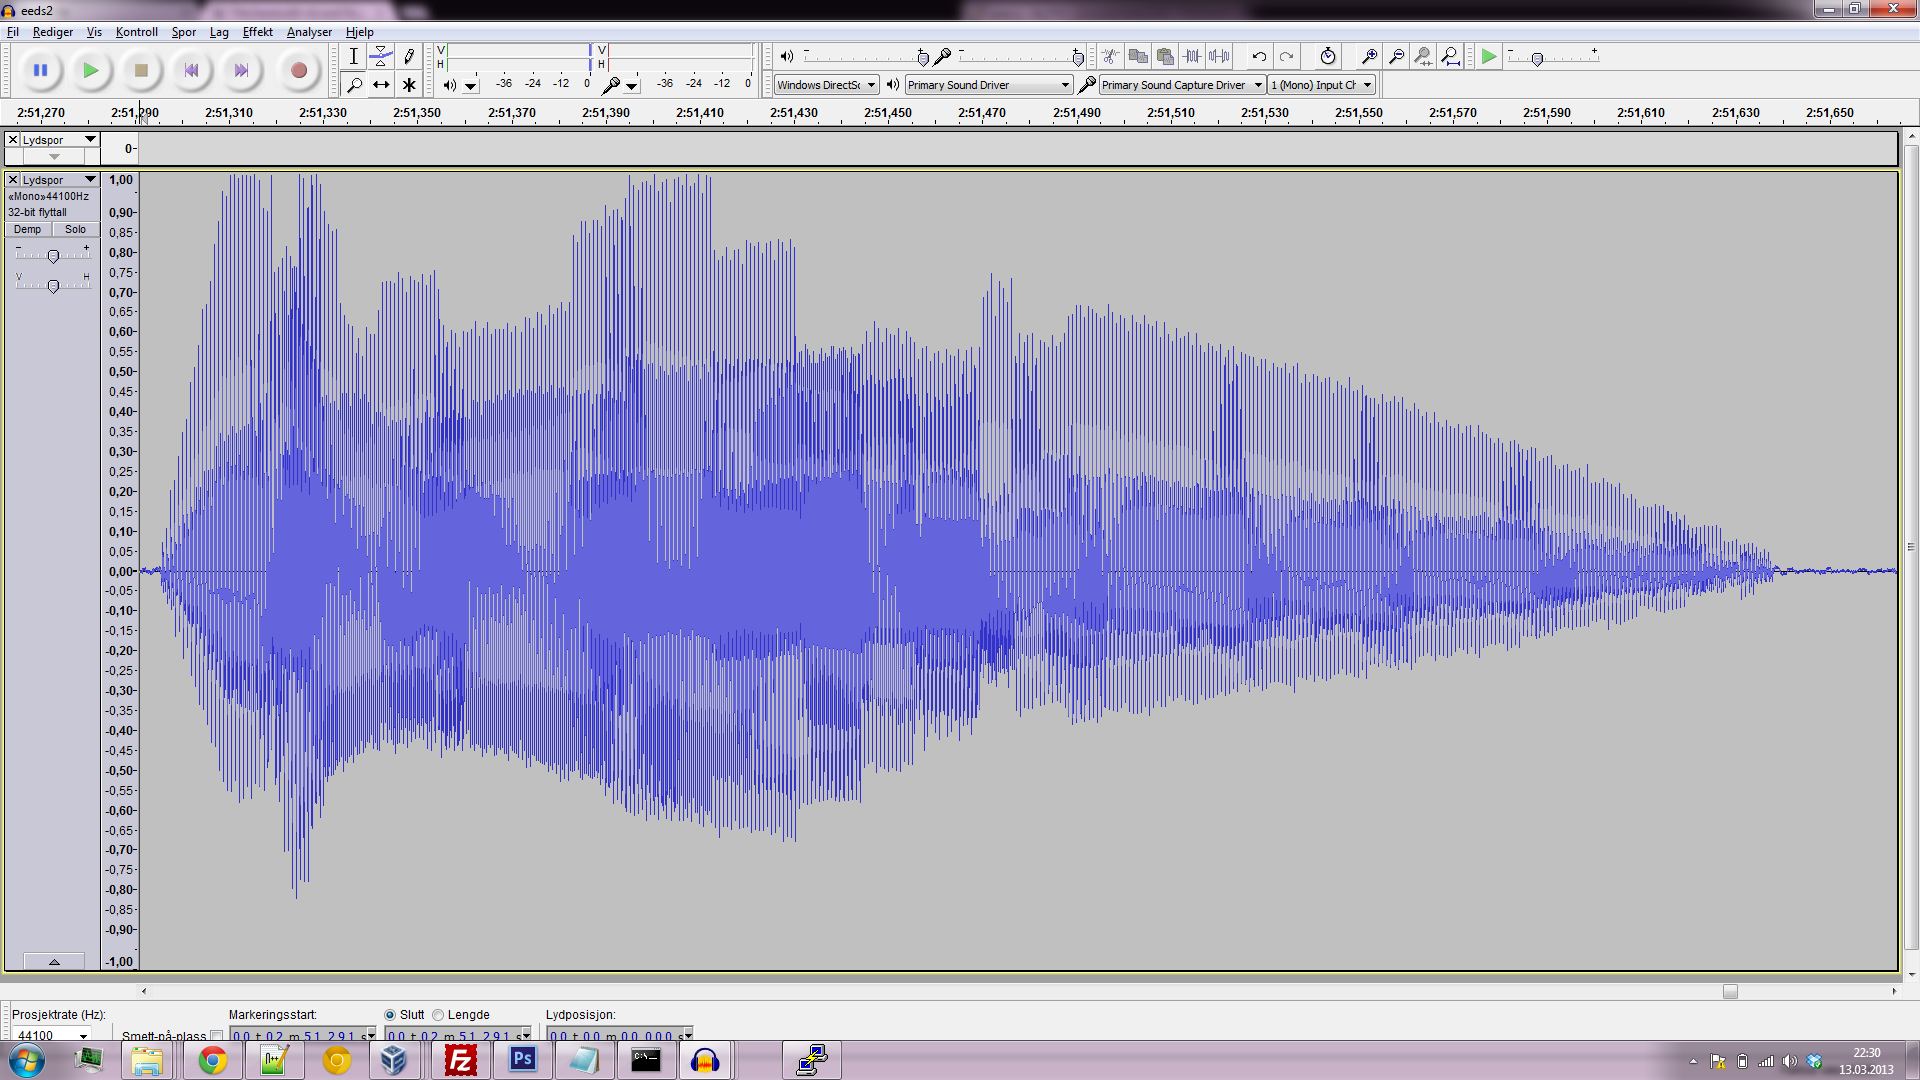 eeds2
Fil Rediger Vis Kontroll Spor Lag Effekt Analyser Hjelp
V
H
-36 -24 -12 0
V
H
-36 -24 -12 0
Windows DirectSc
Primary Sound Driver
Primary Sound Capture Driver
1 (Mono) Input Ch
2:51,270 2:51,290 2:51,310 2:51,330 2:51,350 2:51,370 2:51,390 2:51,410 2:51,430 2:51,450 2:51,470 2:51,490 2:51,510 2:51,530 2:51,550 2:51,570 2:51,590 2:51,610 2:51,630 2:51,650
Lydspor
0-
Lydspor
«Mono»44100Hz
32-bit flyttall
Demp Solo
- +
V H
1,00
0,90
0,85
0,80
0,75
0,70
0,65
0,60
0,55
0,50
0,45
0,40
0,35
0,30
0,25
0,20
0,15
0,10
0,05
0,00
-0,05
-0,10
-0,15
-0,20
-0,25
-0,30
-0,35
-0,40
-0,45
-0,50
-0,55
-0,60
-0,65
-0,70
-0,75
-0,80
-0,85
-0,90
-1,00
Prosjektrate (Hz):
44100
Smett-på-plass
Markeringsstart:
00 t 02 m 51,291 s
Slutt Lengde
00 t 02 m 51,291 s
Lydposisjon:
00 t 00 m 00,000 s
22:30
13.03.2013